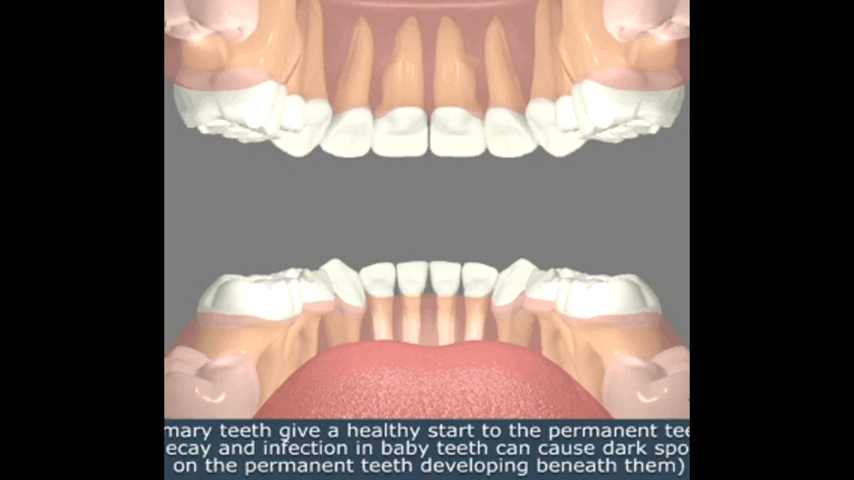 mary teeth give a healthy start to the permanent tee
ecay and infection in baby teeth can cause dark spo
on the permanent teeth developing beneath them)